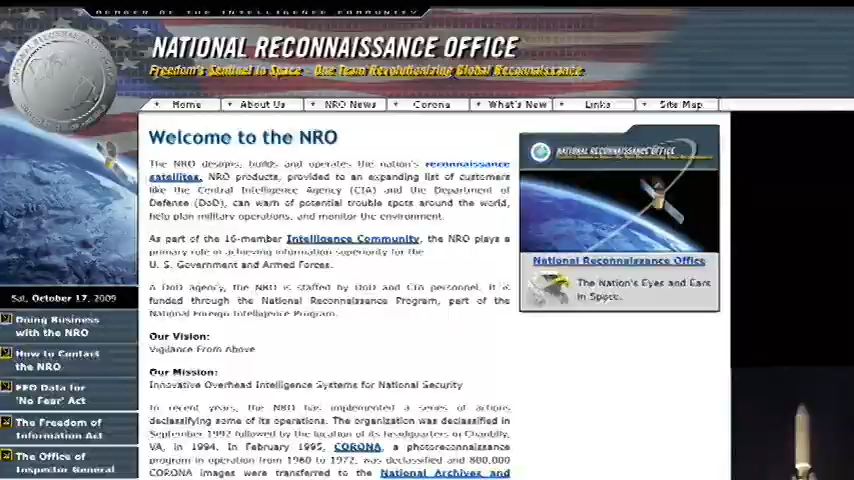 MEMBER OF THE INTELLIGENCE COMMUNITY
NATIONAL RECONNAISSANCE OFFICE
Freedom's Sentinel in Space - One Team Revolutionizing Global Reconnaissance
Home
About Us
NRO News
Corona
What's New
Links
Site Map
Welcome to the NRO
The NRO designs, builds and operates the nation's reconnaissance
satellites. NRO products, provided to an expanding list of customers
like the Central Intelligence Agency (CIA) and the Department of
Defense (DoD), can warn of potential trouble spots around the world,
help plan military operations, and monitor the environment.
As part of the 16-member Intelligence Community, the NRO plays a
primary role in achieving information superiority for the
U. S. Government and Armed Forces.
A DoD agency, the NRO is staffed by DoD and CIA personnel. It is
funded through the National Reconnaissance Program, part of the
National Foreign Intelligence Program.
Our Vision:
Vigilance From Above
Our Mission:
Innovative Overhead Intelligence Systems for National Security
In recent years, the NRO has implemented a series of actions
declassifying some of its operations. The organization was declassified in
September 1992 followed by the location of its headquarters in Chantilly,
VA, in 1994. In February 1995, CORONA, a photoreconnaissance
program in operation from 1960 to 1972, was declassified and 800,000
CORONA images were transferred to the National Archives and
NATIONAL RECONNAISSANCE OFFICE
National Reconnaissance Office
The Nation's Eyes and Ears
in Space.
Sat, October 17, 2009
Doing Business
with the NRO
How to Contact
the NRO
EEO Data for
'No Fear' Act
The Freedom of
Information Act
The Office of
Inspector General